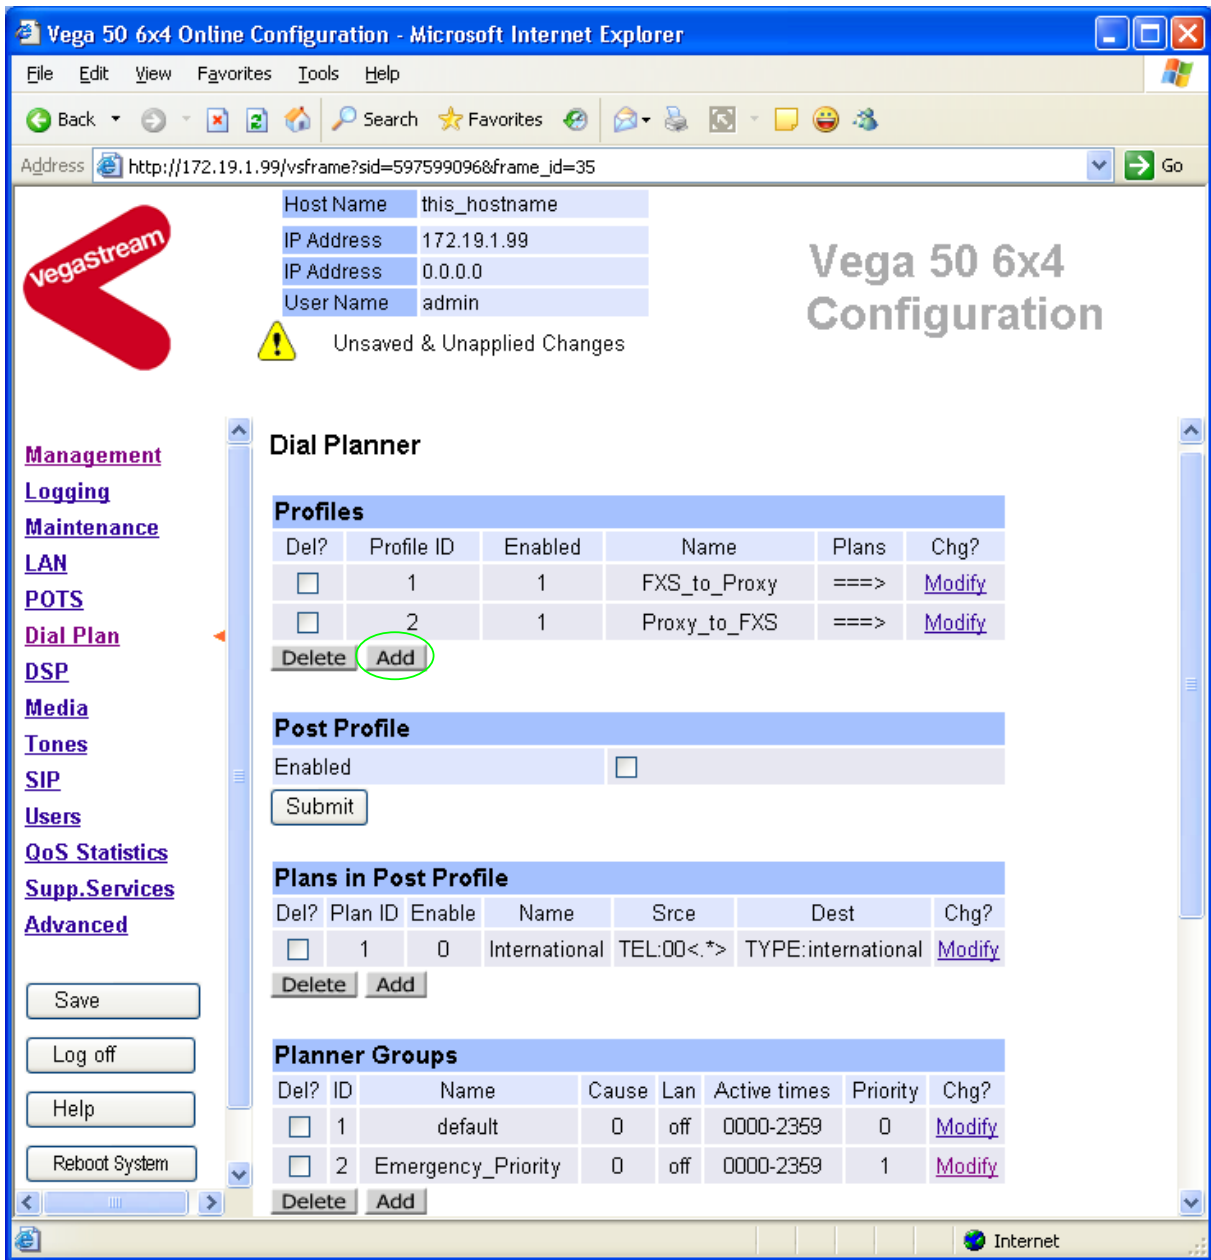 Vega 50 6x4 Online Configuration - Microsoft Internet Explorer
File Edit View Favorites Tools Help
Back Search Favorites
Address http://172.19.1.99/vsframe?sid=597599096&frame_id=35 Go
vegastream
Host Name this_hostname
IP Address 172.19.1.99
IP Address 0.0.0.0
User Name admin
Unsaved & Unapplied Changes
Vega 50 6x4
Configuration
Management
Logging
Maintenance
LAN
POTS
Dial Plan
DSP
Media
Tones
SIP
Users
QoS Statistics
Supp.Services
Advanced
Save
Log off
Help
Reboot System
Dial Planner
Profiles
Del? Profile ID Enabled Name Plans Chg?
1 1 FXS_to_Proxy ===> Modify
2 1 Proxy_to_FXS ===> Modify
Delete Add
Post Profile
Enabled
Submit
Plans in Post Profile
Del? Plan ID Enable Name Srce Dest Chg?
1 0 International TEL:00<.*> TYPE:international Modify
Delete Add
Planner Groups
Del? ID Name Cause Lan Active times Priority Chg?
1 default 0 off 0000-2359 0 Modify
2 Emergency_Priority 0 off 0000-2359 1 Modify
Delete Add
Internet